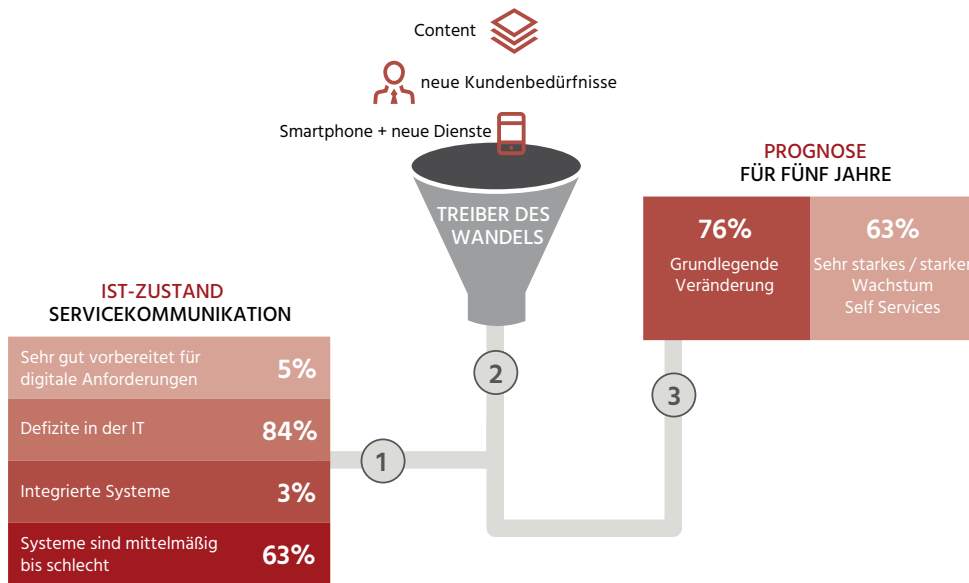 Content
neue Kundenbedürfnisse
Smartphone + neue Dienste
TREIBER DES
WANDELS
PROGNOSE
FÜR FÜNF JAHRE
76%
Grundlegende
Veränderung
63%
Sehr starkes / starker
Wachstum
Self Services
IST-ZUSTAND
SERVICEKOMMUNIKATION
Sehr gut vorbereitet für
digitale Anforderungen
5%
Defizite in der IT
84%
Integrierte Systeme
3%
Systeme sind mittelmäßig
bis schlecht
63%
1
2
3